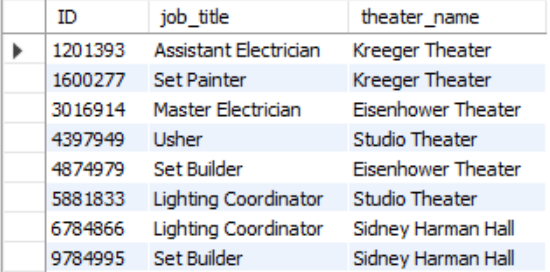 ID job_title theater_name
1201393 Assistant Electrician Kreeger Theater
1600277 Set Painter Kreeger Theater
3016914 Master Electrician Eisenhower Theater
4397949 Usher Studio Theater
4874979 Set Builder Eisenhower Theater
5881833 Lighting Coordinator Studio Theater
6784866 Lighting Coordinator Sidney Harman Hall
9784995 Set Builder Sidney Harman Hall